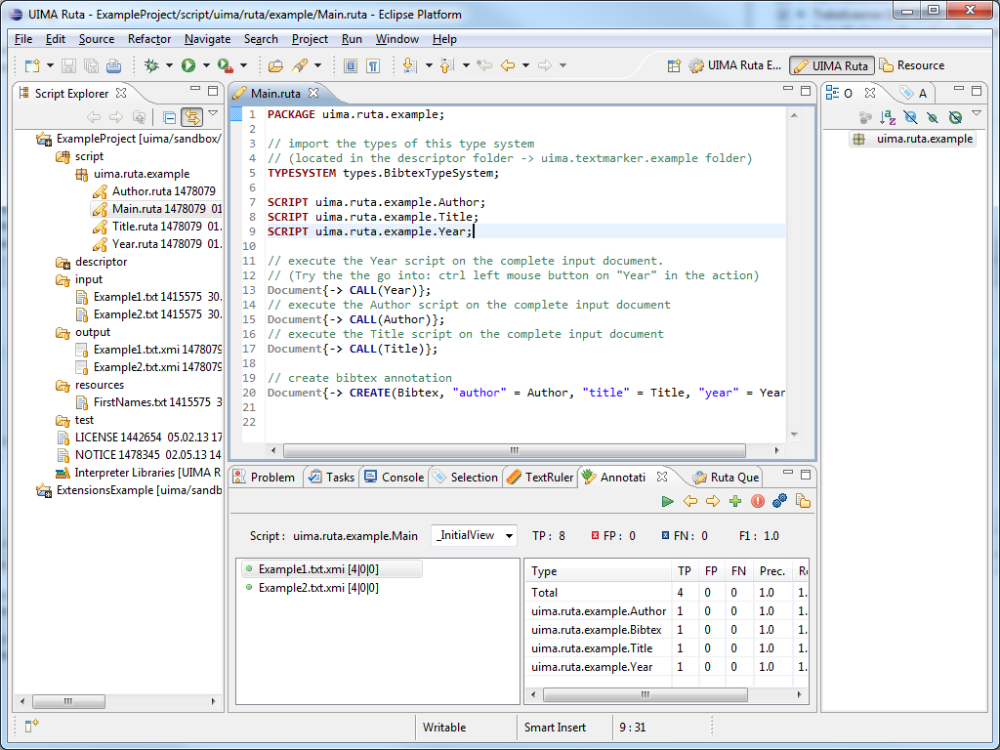 UIMA Ruta - ExampleProject/script/uima/ruta/example/Main.ruta - Eclipse Platform
File Edit Source Refactor Navigate Search Project Run Window Help
UIMA Ruta E... UIMA Ruta Resource
Script Explorer
ExampleProject [uima/sandbox/
script
uima.ruta.example
Author.ruta 1478079
Main.ruta 1478079 01
Title.ruta 1478079 01.
Year.ruta 1478079 01.
descriptor
input
Example1.txt 1415575 30.
Example2.txt 1415575 30.
output
Example1.txt.xmi 1478079
Example2.txt.xmi 1478079
resources
FirstNames.txt 1415575 3
test
LICENSE 1442654 05.02.13 17
NOTICE 1478345 02.05.13 14
Interpreter Libraries [UIMA R
ExtensionsExample [uima/sandb
Main.ruta
1 PACKAGE uima.ruta.example;
2
3 // import the types of this type system
4 // (located in the descriptor folder -> uima.textmarker.example folder)
5 TYPESYSTEM types.BibtexTypeSystem;
6
7 SCRIPT uima.ruta.example.Author;
8 SCRIPT uima.ruta.example.Title;
9 SCRIPT uima.ruta.example.Year;
10
11 // execute the Year script on the complete input document.
12 // (Try the the go into: ctrl left mouse button on "Year" in the action)
13 Document{-> CALL(Year)};
14 // execute the Author script on the complete input document
15 Document{-> CALL(Author)};
16 // execute the Title script on the complete input document
17 Document{-> CALL(Title)};
18
19 // create bibtex annotation
20 Document{-> CREATE(Bibtex, "author" = Author, "title" = Title, "year" = Year
21
22
O A
uima.ruta.example
Problem Tasks Console Selection TextRuler Annotati Ruta Que
Script : uima.ruta.example.Main _InitialView TP : 8 FP : 0 FN : 0 F1 : 1.0
Example1.txt.xmi [4|0|0]
Example2.txt.xmi [4|0|0]
Type TP FP FN Prec. Re
Total 4 0 0 1.0 1.
uima.ruta.example.Author 1 0 0 1.0 1.
uima.ruta.example.Bibtex 1 0 0 1.0 1.
uima.ruta.example.Title 1 0 0 1.0 1.
uima.ruta.example.Year 1 0 0 1.0 1.
Writable Smart Insert 9 : 31